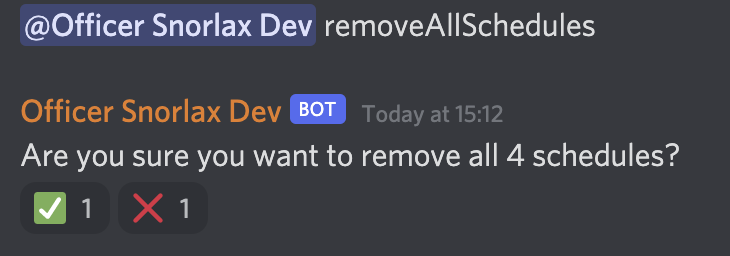 @Officer Snorlax Dev removeAllSchedules
Officer Snorlax Dev BOT Today at 15:12
Are you sure you want to remove all 4 schedules?
1 1